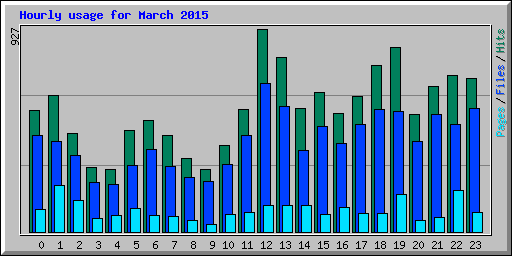 Hourly usage for March 2015
927
Pages / Files / Hits
0 1 2 3 4 5 6 7 8 9 10 11 12 13 14 15 16 17 18 19 20 21 22 23